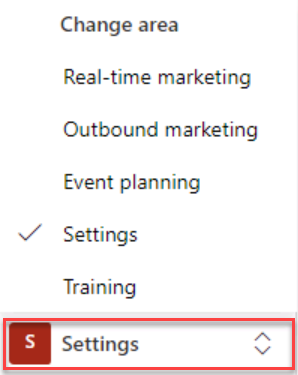 Change area
Real-time marketing
Outbound marketing
Event planning
Settings
Training
S Settings